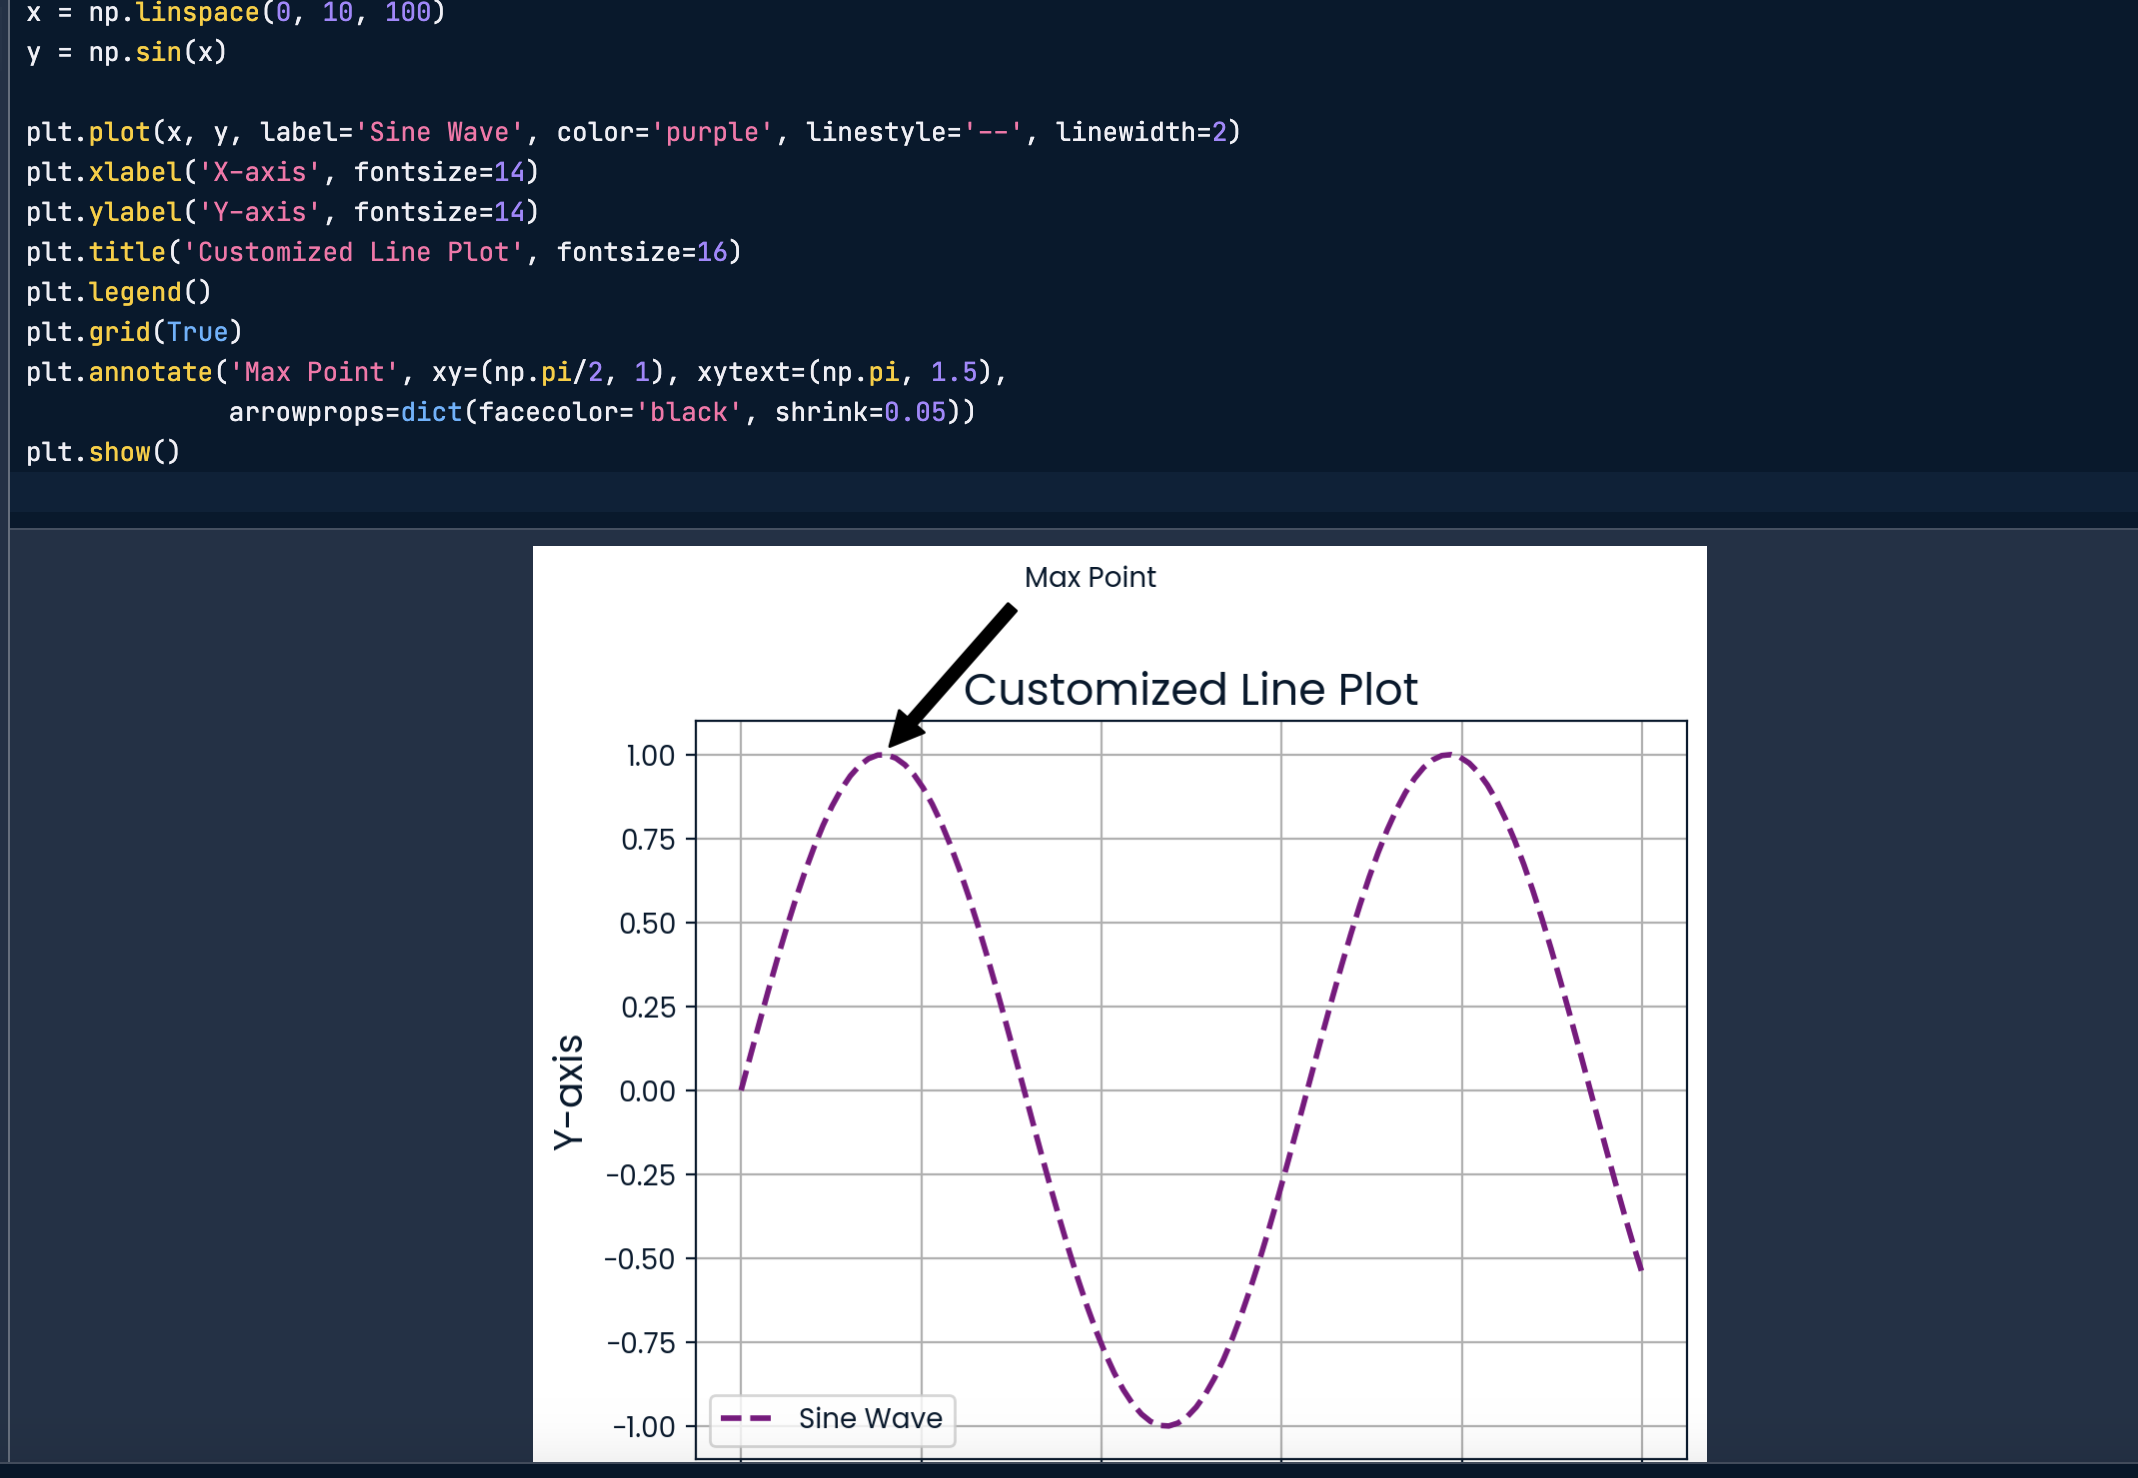 x = np.linspace(0, 10, 100)
y = np.sin(x)
plt.plot(x, y, label='Sine Wave', color='purple', linestyle='--', linewidth=2)
plt.xlabel('X-axis', fontsize=14)
plt.ylabel('Y-axis', fontsize=14)
plt.title('Customized Line Plot', fontsize=16)
plt.legend()
plt.grid(True)
plt.annotate('Max Point', xy=(np.pi/2, 1), xytext=(np.pi, 1.5),
             arrowprops=dict(facecolor='black', shrink=0.05))
plt.show()
Max Point
Customized Line Plot
1.00
0.75
0.50
0.25
0.00
−0.25
−0.50
−0.75
−1.00
Y-axis
Sine Wave